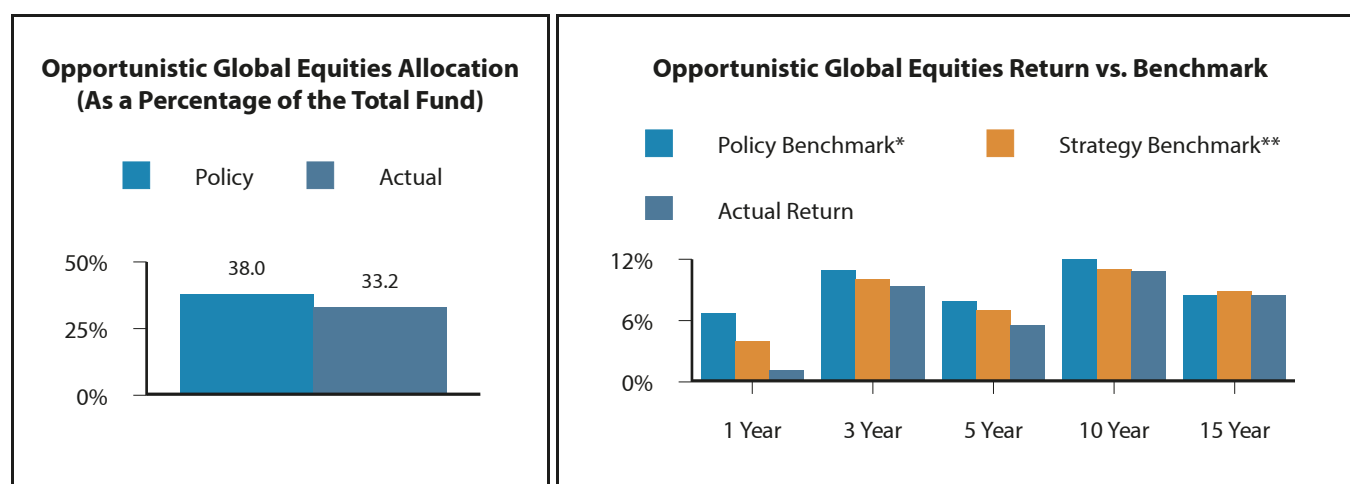 Opportunistic Global Equities Allocation
(As a Percentage of the Total Fund)
Policy
Actual
50%
25%
0%
38.0
33.2
Opportunistic Global Equities Return vs. Benchmark
Policy Benchmark*
Strategy Benchmark**
Actual Return
12%
6%
0%
1 Year
3 Year
5 Year
10 Year
15 Year